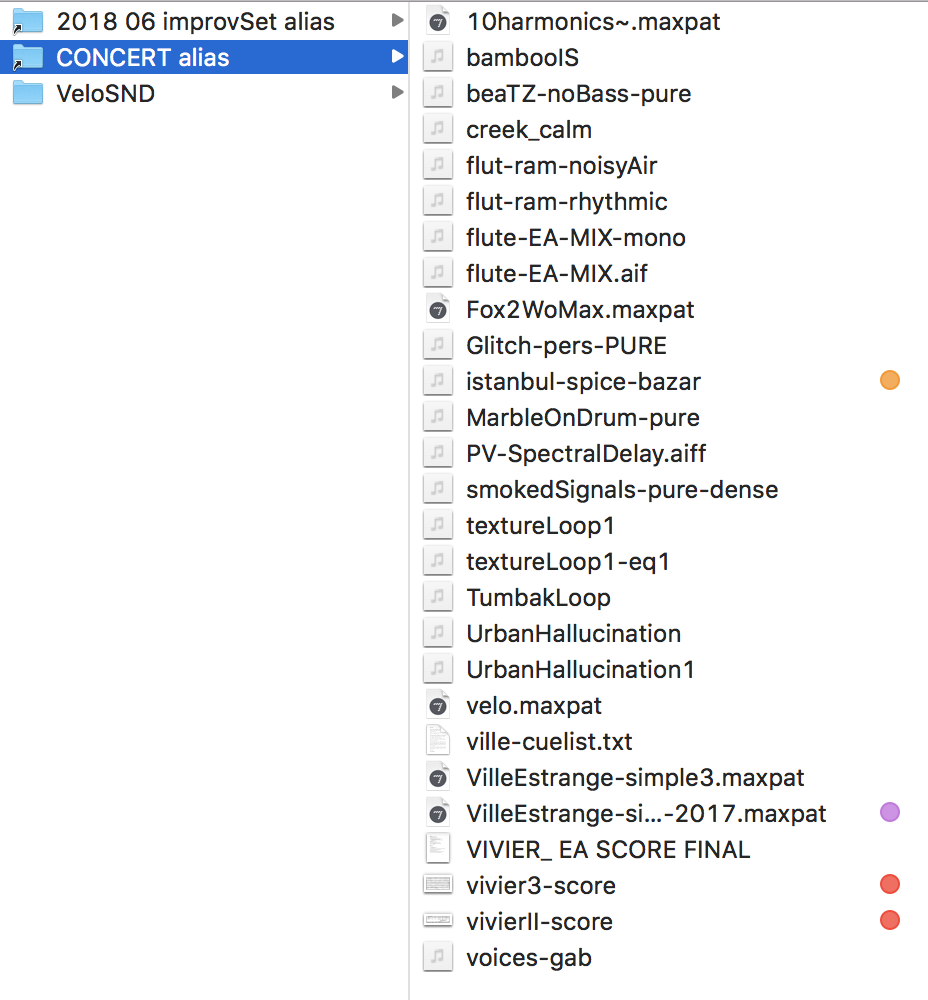 2018 06 improvSet alias
CONCERT alias
VeloSND
10harmonics~.maxpat
bambooIS
beaTZ-noBass-pure
creek_calm
flut-ram-noisyAir
flut-ram-rhythmic
flute-EA-MIX-mono
flute-EA-MIX.aif
Fox2WoMax.maxpat
Glitch-pers-PURE
istanbul-spice-bazar
MarbleOnDrum-pure
PV-SpectralDelay.aiff
smokedSignals-pure-dense
textureLoop1
textureLoop1-eq1
TumbakLoop
UrbanHallucination
UrbanHallucination1
velo.maxpat
ville-cuelist.txt
VilleEstrange-simple3.maxpat
VilleEstrange-si...-2017.maxpat
VIVIER_ EA SCORE FINAL
vivier3-score
vivierII-score
voices-gab